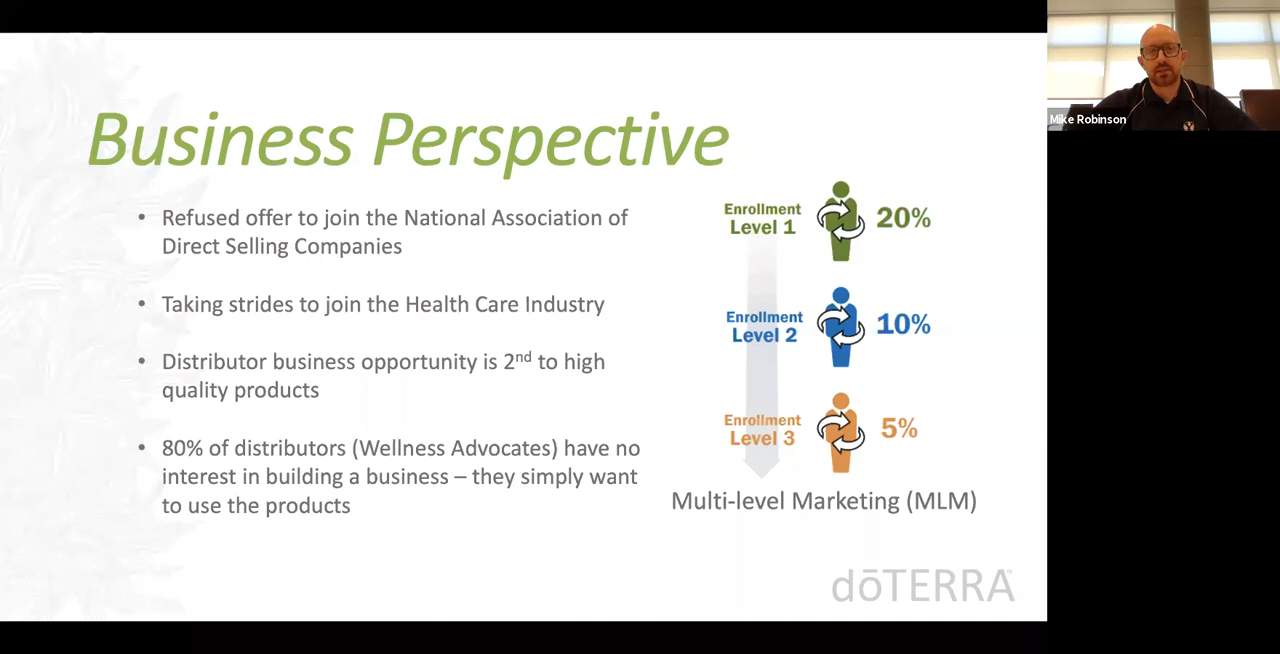 Business Perspective
• Refused offer to join the National Association of
Direct Selling Companies
• Taking strides to join the Health Care Industry
• Distributor business opportunity is 2nd to high
quality products
• 80% of distributors (Wellness Advocates) have no
interest in building a business – they simply want
to use the products
Enrollment
Level 1
20%
Enrollment
Level 2
10%
Enrollment
Level 3
5%
Multi-level Marketing (MLM)
dōTERRA
Mike Robinson